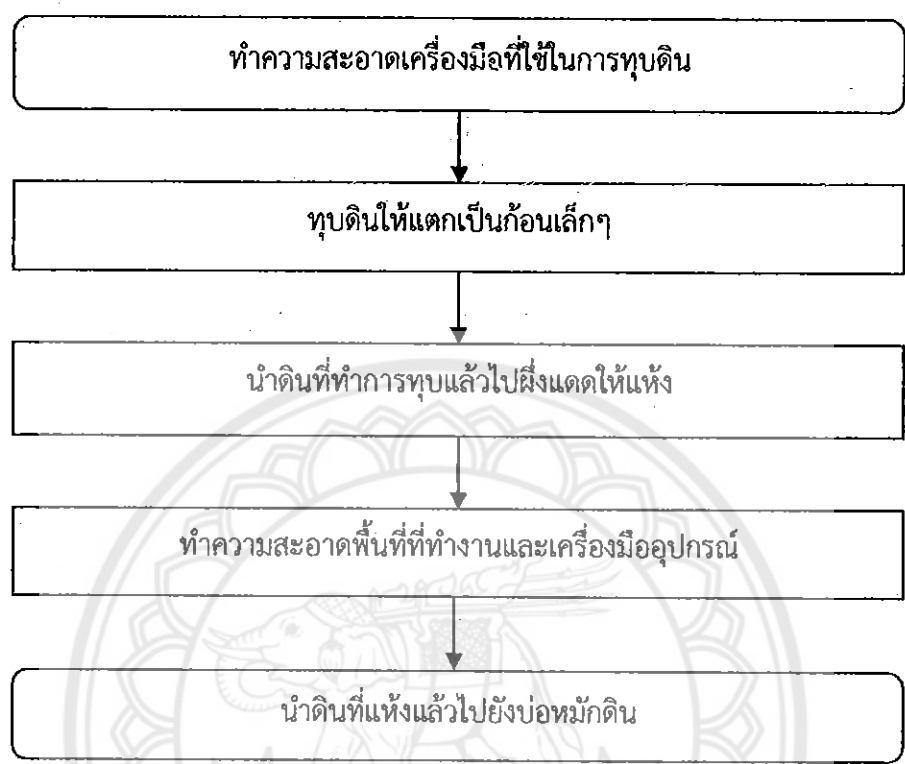 ทำความสะอาดเครื่องมือที่ใช้ในการทุบดิน
ทุบดินให้แตกเป็นก้อนเล็กๆ
นำดินที่ทำการทุบแล้วไปผึ่งแดดให้แห้ง
ทำความสะอาดพื้นที่ที่ทำงานและเครื่องมืออุปกรณ์
นำดินที่แห้งแล้วไปยังบ่อหมักดิน